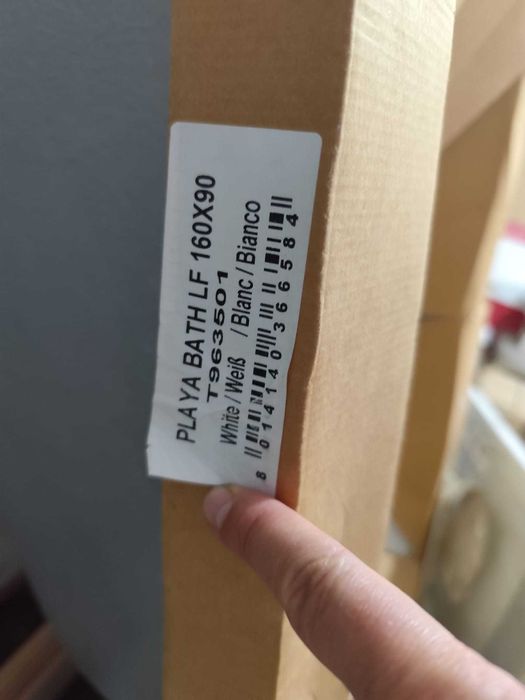 PLAYA BATH LF 160X90
T963501
White / Weiß / Blanc / Bianco
8 014140 366584